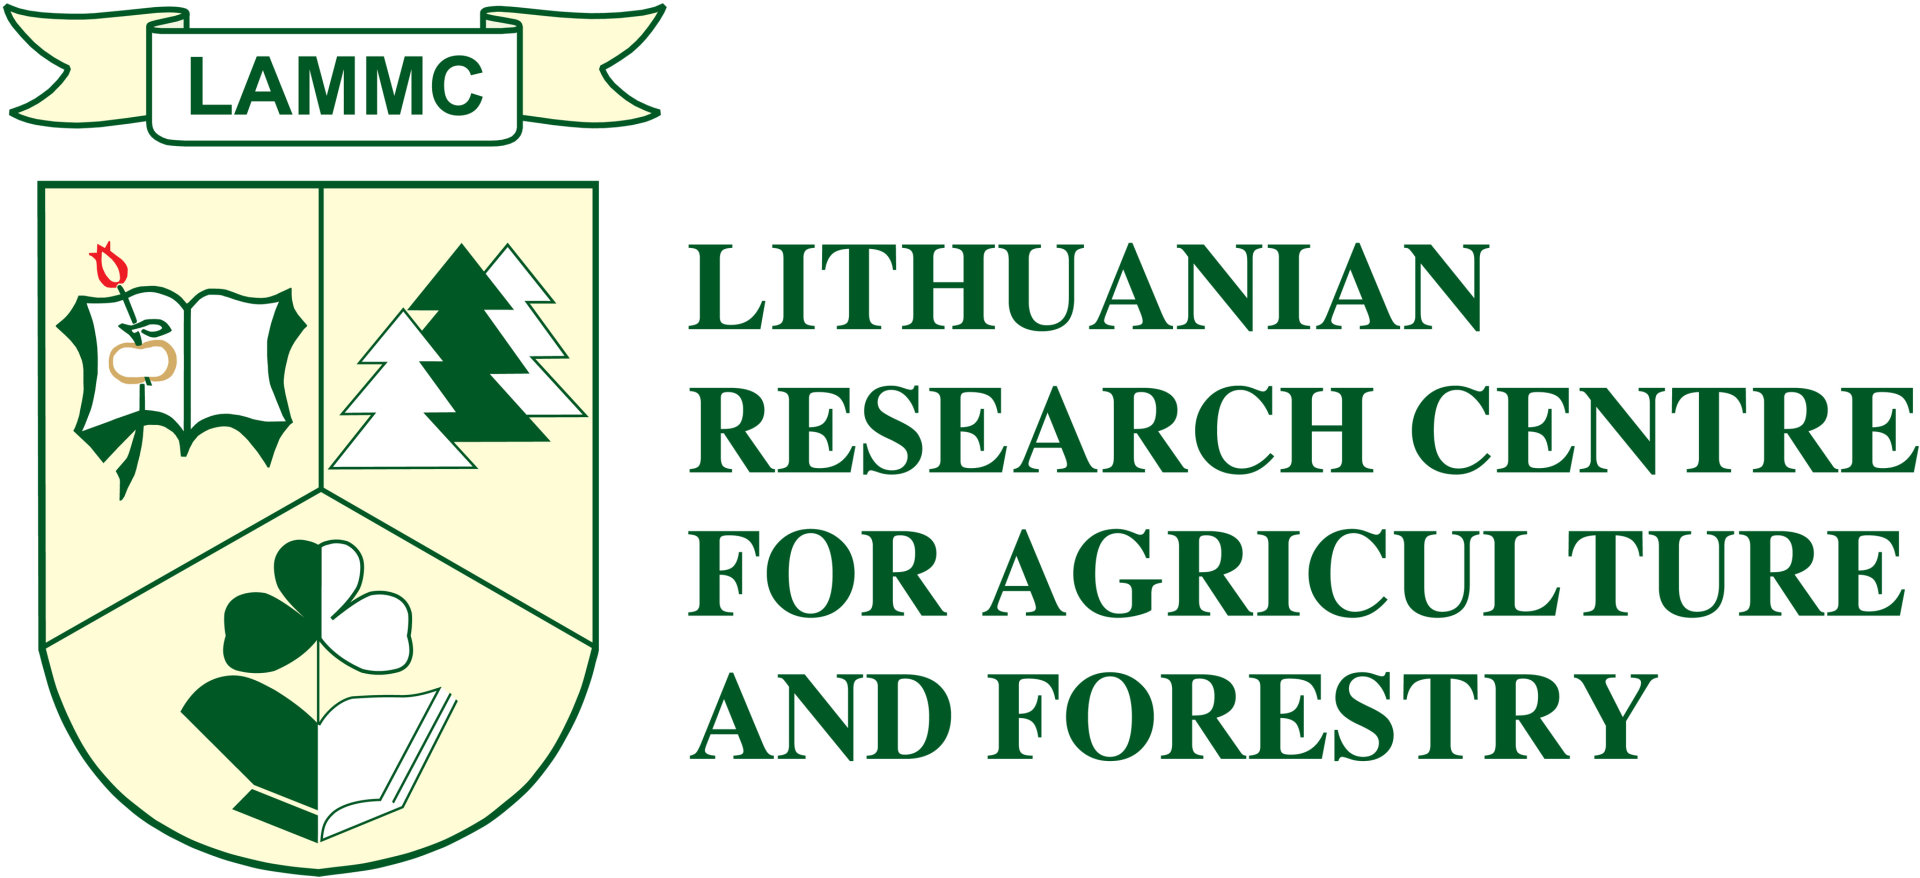 LAMMC
LITHUANIAN
RESEARCH CENTRE
FOR AGRICULTURE
AND FORESTRY